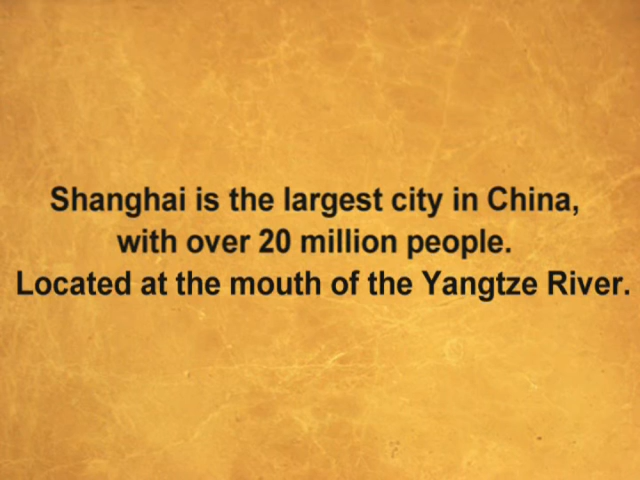 Shanghai is the largest city in China,
with over 20 million people.
Located at the mouth of the Yangtze River.